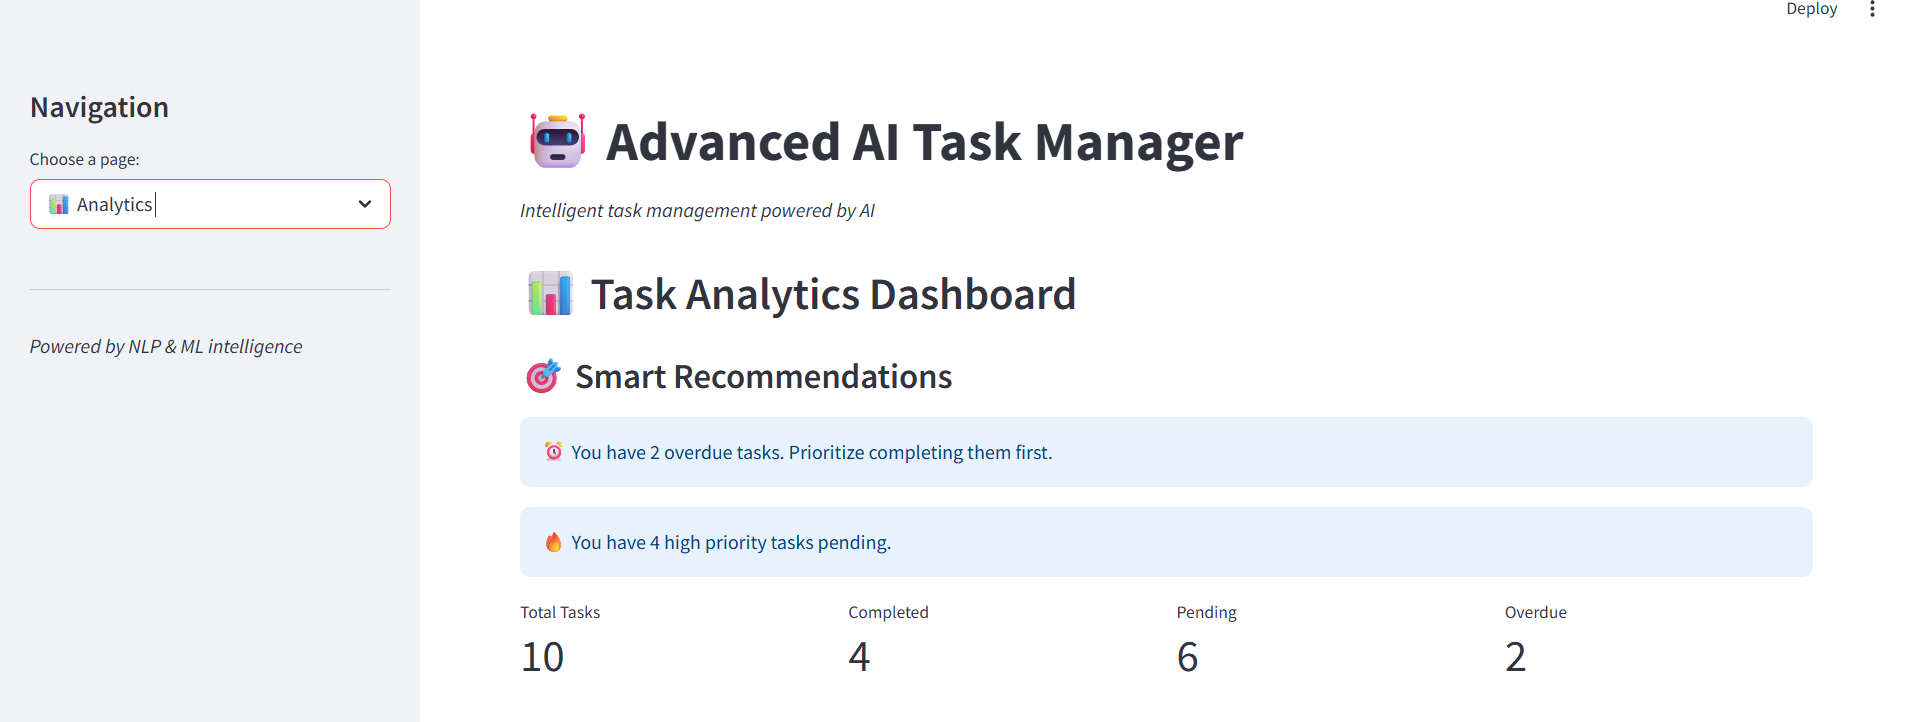 Deploy
Navigation
Choose a page:
Analytics
Powered by NLP & ML intelligence
Advanced AI Task Manager
Intelligent task management powered by AI
Task Analytics Dashboard
Smart Recommendations
You have 2 overdue tasks. Prioritize completing them first.
You have 4 high priority tasks pending.
Total Tasks Completed Pending Overdue
10 4 6 2